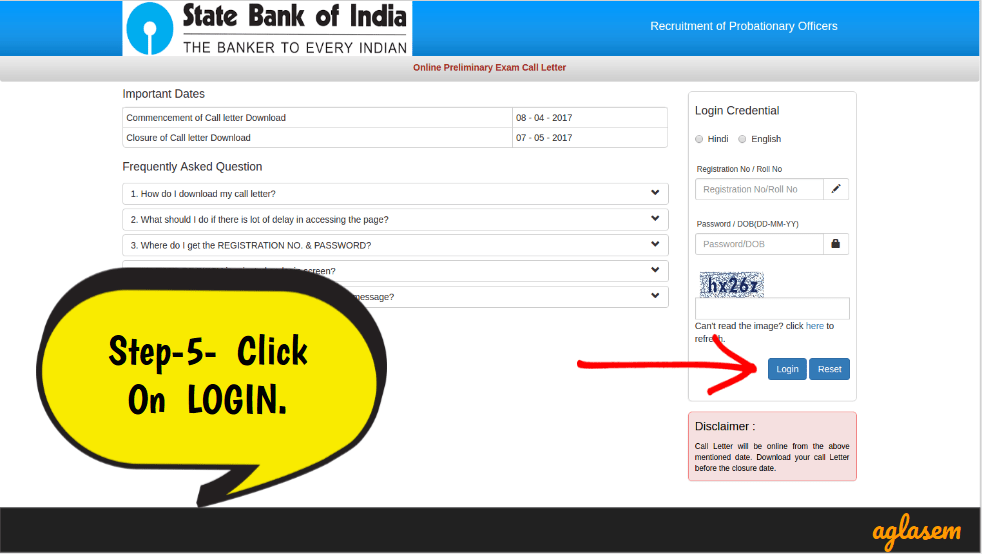 State Bank of India
THE BANKER TO EVERY INDIAN
Recruitment of Probationary Officers
Online Preliminary Exam Call Letter
Important Dates
Commencement of Call letter Download 08 - 04 - 2017
Closure of Call letter Download 07 - 05 - 2017
Frequently Asked Question
1. How do I download my call letter?
2. What should I do if there is lot of delay in accessing the page?
3. Where do I get the REGISTRATION NO. & PASSWORD?
screen?
message?
Step-5- Click
On LOGIN.
Login Credential
Hindi English
Registration No / Roll No
Registration No/Roll No
Password / DOB(DD-MM-YY)
Password/DOB
hx26z
Can't read the image? click here to
refresh.
Login Reset
Disclaimer :
Call Letter will be online from the above
mentioned date. Download your call Letter
before the closure date.
aglasem